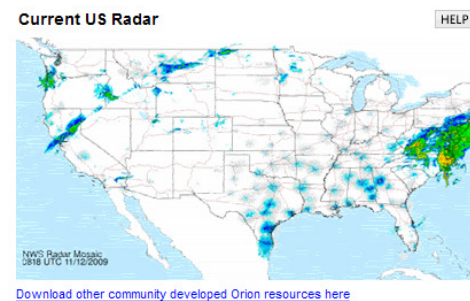 Current US Radar
HELP
NWS Radar Mosaic
0818 UTC 11/12/2009
Download other community developed Orion resources here